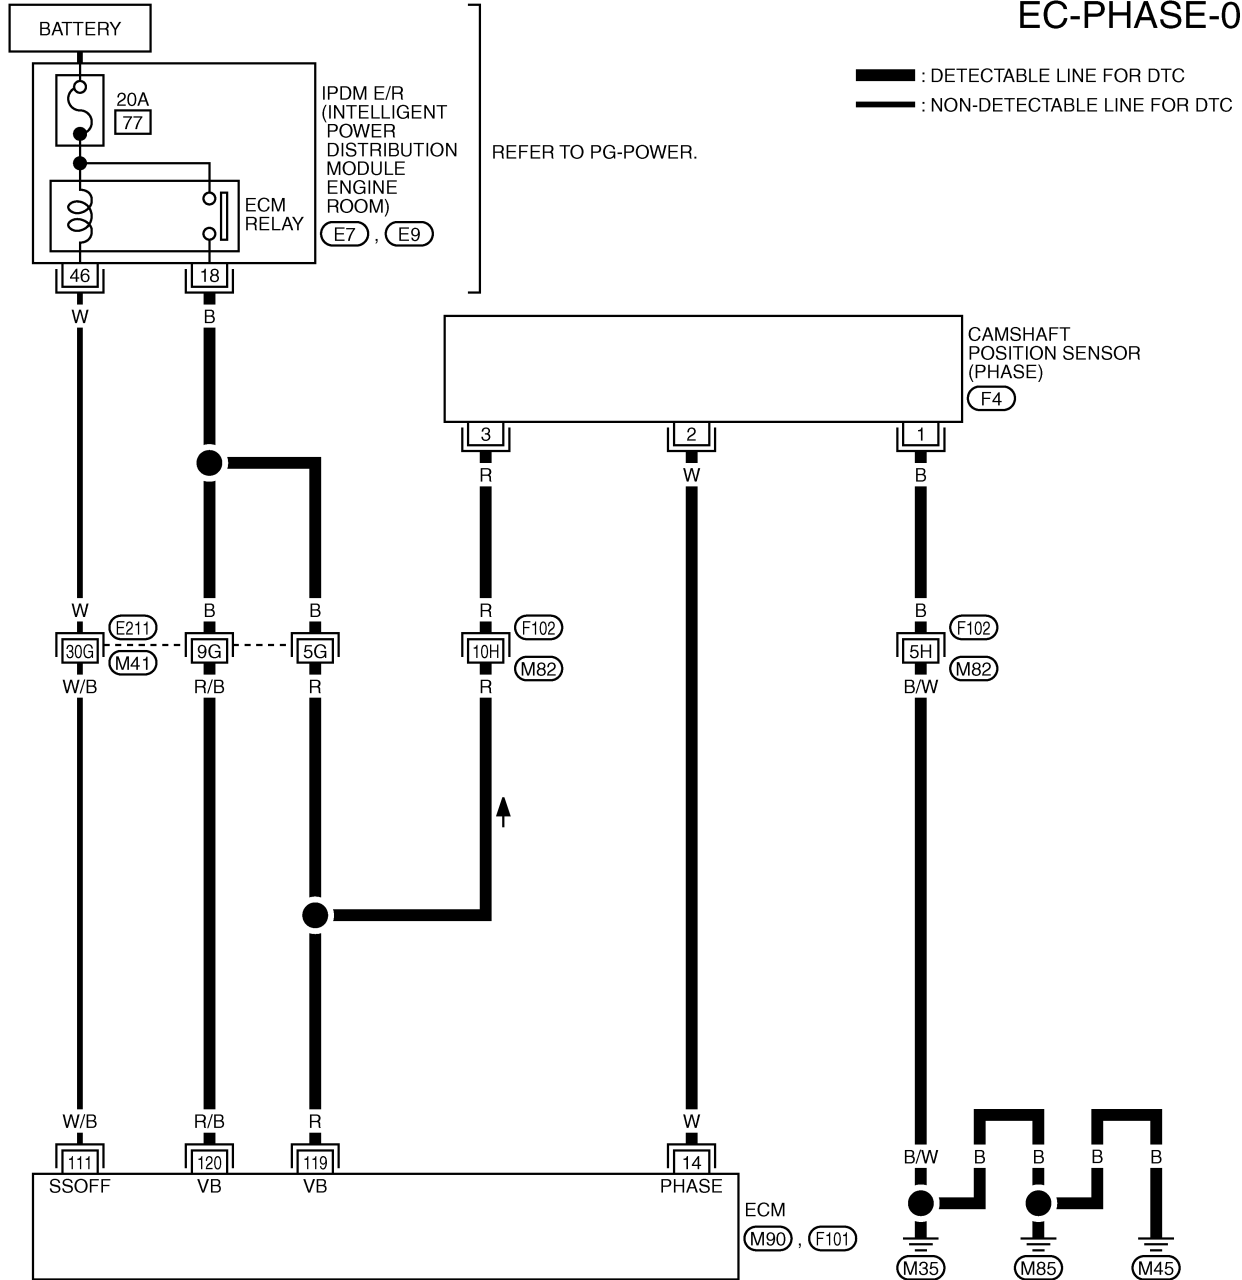 EC-PHASE-0
BATTERY
: DETECTABLE LINE FOR DTC
: NON-DETECTABLE LINE FOR DTC
20A
77
IPDM E/R
(INTELLIGENT
POWER
DISTRIBUTION
MODULE
ENGINE
ROOM)
E7 , E9
REFER TO PG-POWER.
ECM
RELAY
46
18
W
B
CAMSHAFT
POSITION SENSOR
(PHASE)
F4
3
2
1
R
W
B
W
B
B
R
B
E211
F102
F102
30G
9G
5G
10H
5H
M41
M82
M82
W/B
R/B
R
R
B/W
W/B
R/B
R
W
B/W
B
B
B
B
111
120
119
14
SSOFF
VB
VB
PHASE
ECM
M90 , F101
M35
M85
M45